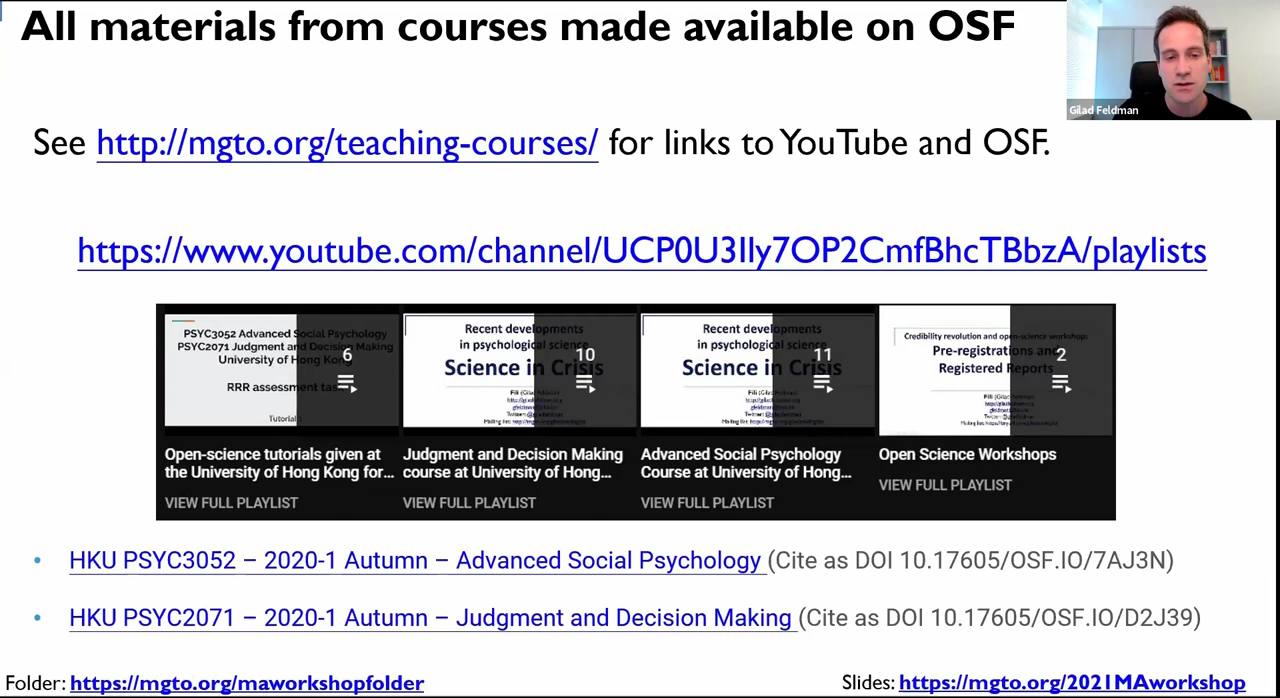 All materials from courses made available on OSF
Gilad Feldman
See http://mgto.org/teaching-courses/ for links to YouTube and OSF.
https://www.youtube.com/channel/UCP0U3Ily7OP2CmfBhcTBbzA/playlists
PSYC3052 Advanced Social Psychology
PSYC2071 Judgment and Decision Making
University of Hong Kong
6
RRR assessment task
Tutorial
Open-science tutorials given at
the University of Hong Kong for...
VIEW FULL PLAYLIST
Recent developments
in psychological science
10
Science in Crisis
Judgment and Decision Making
course at University of Hong...
VIEW FULL PLAYLIST
Recent developments
in psychological science
11
Science in Crisis
Advanced Social Psychology
Course at University of Hong...
VIEW FULL PLAYLIST
Credibility revolution and open-science workshop:
Pre-registrations and
2
Registered Reports
Open Science Workshops
VIEW FULL PLAYLIST
• HKU PSYC3052 – 2020-1 Autumn – Advanced Social Psychology (Cite as DOI 10.17605/OSF.IO/7AJ3N)
• HKU PSYC2071 – 2020-1 Autumn – Judgment and Decision Making (Cite as DOI 10.17605/OSF.IO/D2J39)
Folder: https://mgto.org/maworkshopfolder
Slides: https://mgto.org/2021MAworkshop